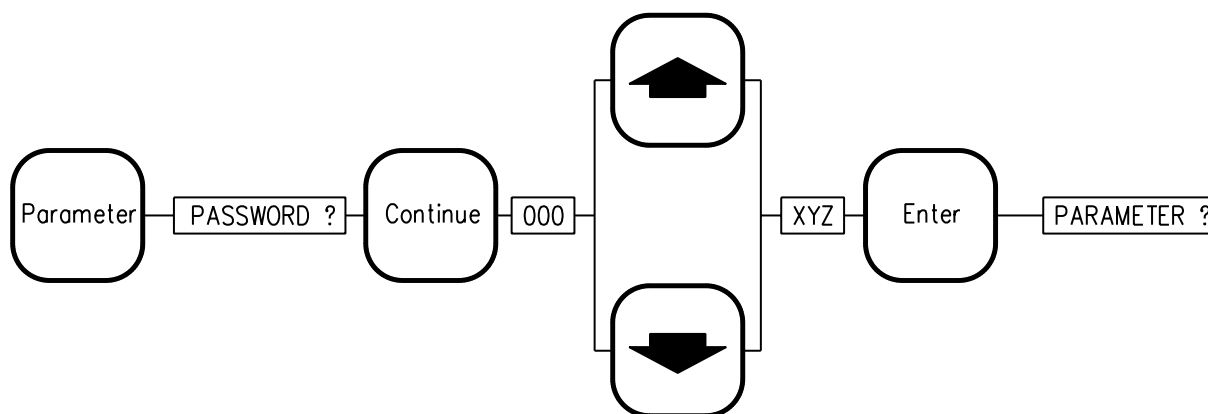 Parameter
PASSWORD ?
Continue
000
XYZ
Enter
PARAMETER ?